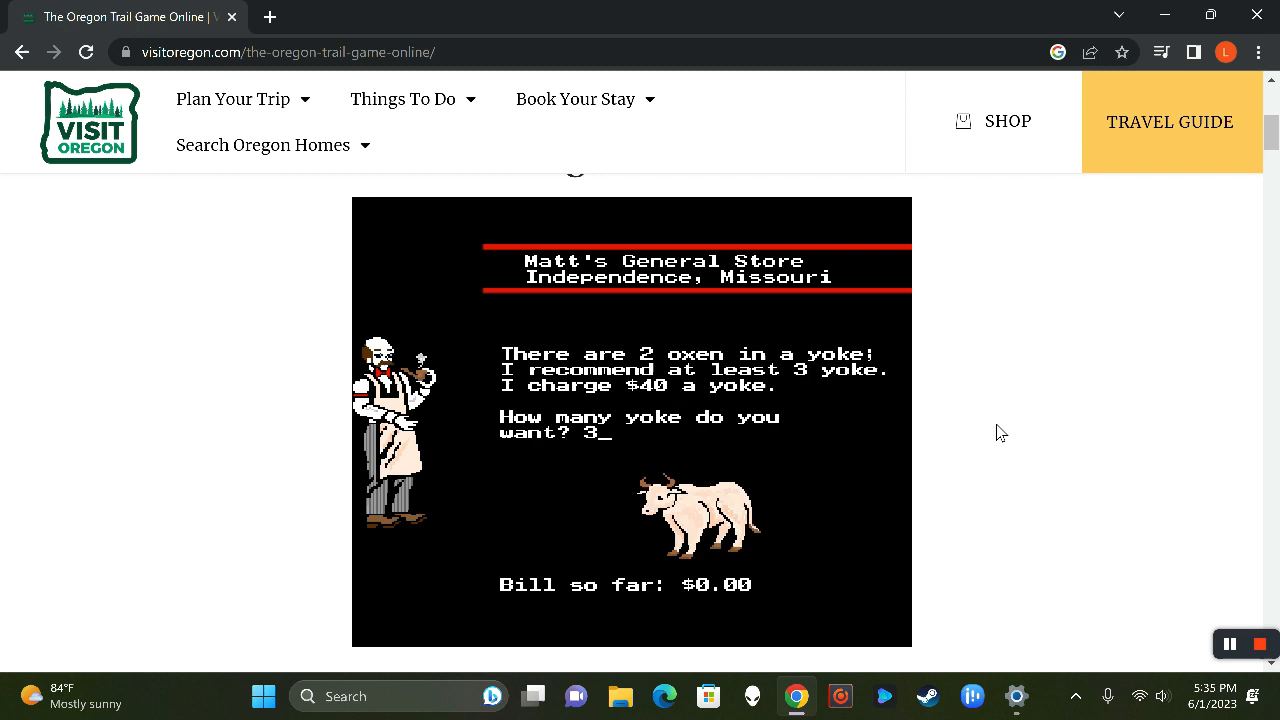 The Oregon Trail Game Online | V
visitoregon.com/the-oregon-trail-game-online/
L
VISIT
OREGON
Plan Your Trip
Things To Do
Book Your Stay
Search Oregon Homes
SHOP
TRAVEL GUIDE
Matt's General Store
Independence, Missouri
There are 2 oxen in a yoke;
I recommend at least 3 yoke.
I charge $40 a yoke.
How many yoke do you
want? 3_
Bill so far: $0.00
84°F
Mostly sunny
Search
5:35 PM
6/1/2023